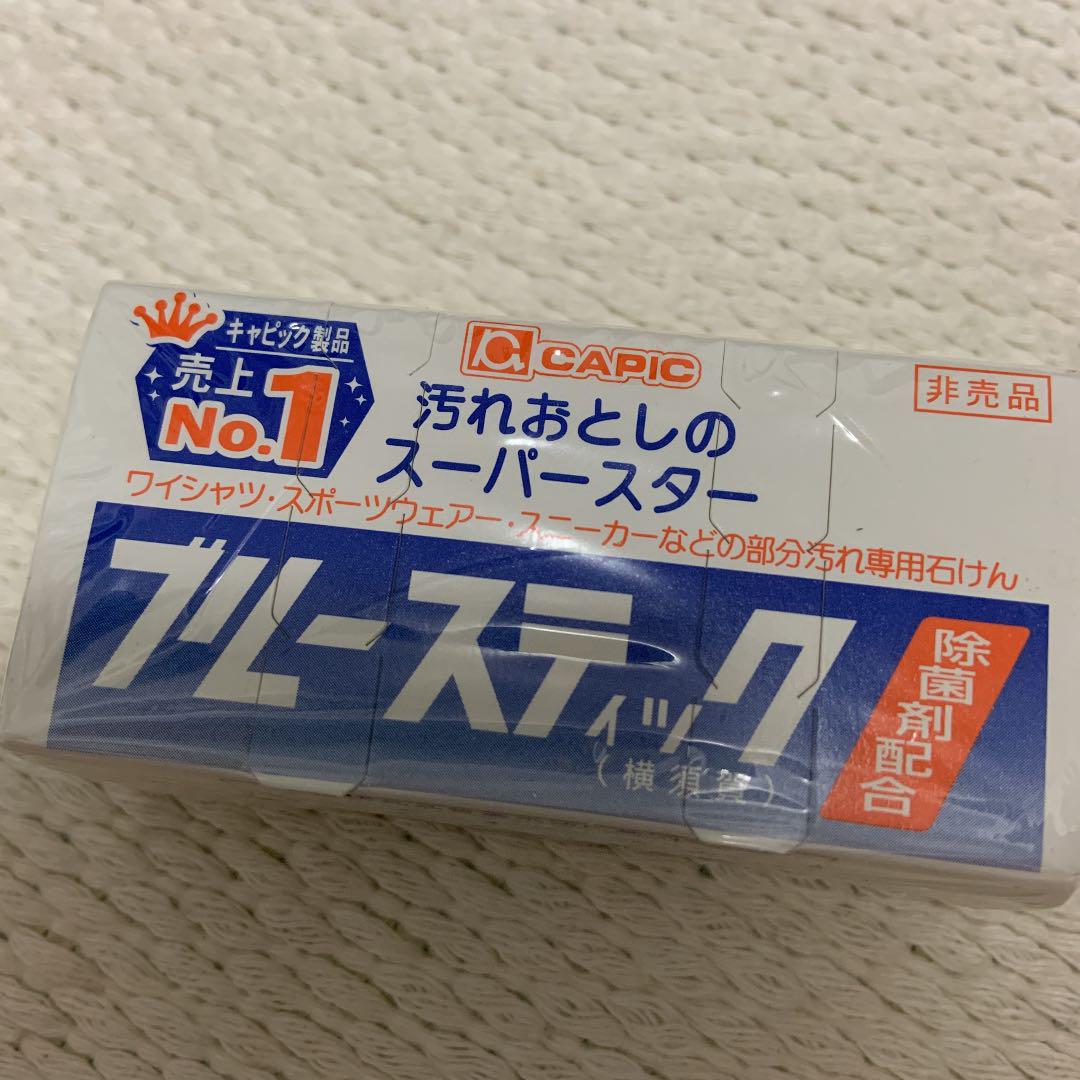 キャピック製品
売上
No.1
CAPIC
非売品
汚れおとしの
スーパースター
ワイシャツ・スポーツウェアー・スニーカーなどの部分汚れ専用石けん
ブルースティック
(横須賀)
除菌剤配合